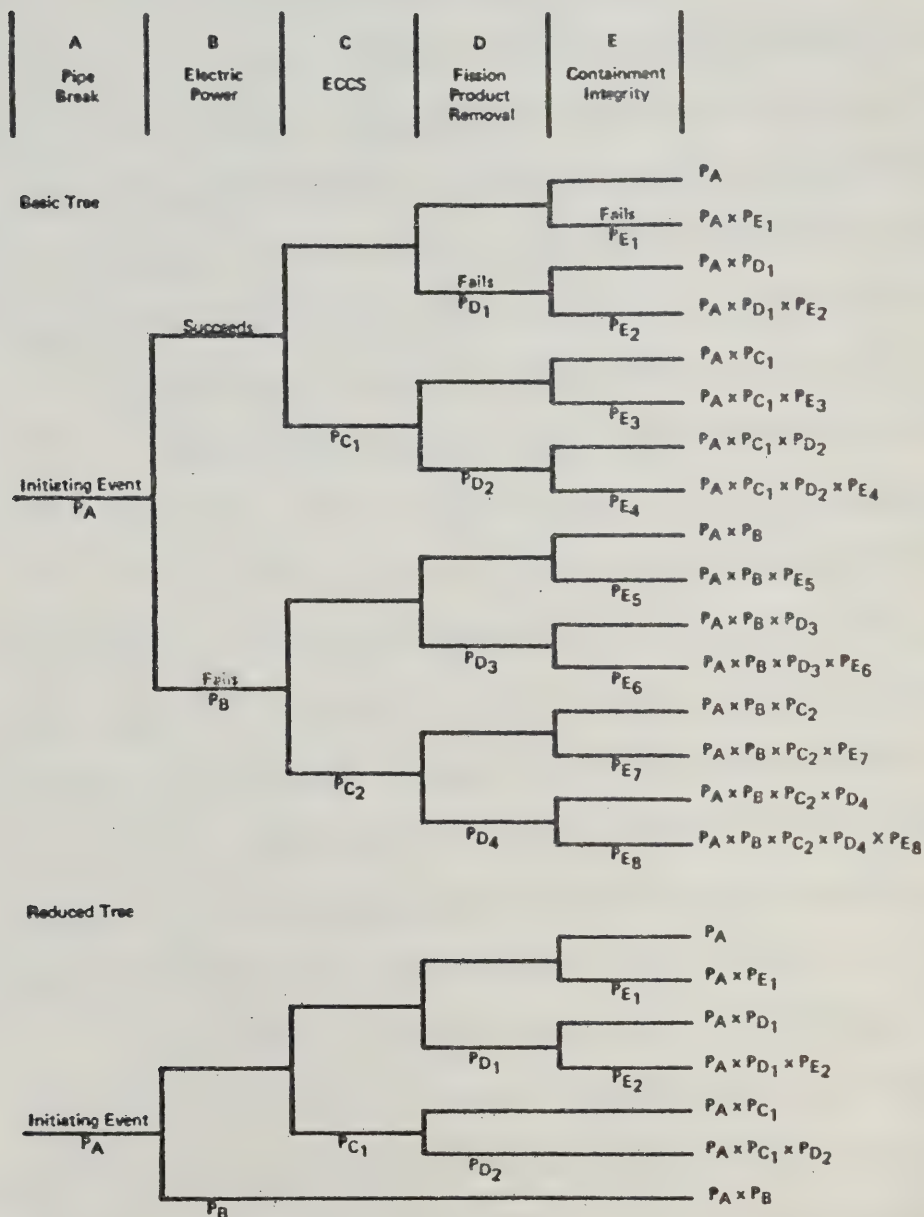 A B C D E
Pipe Break Electric Power ECCS Fission Product Removal Containment Integrity
Basic Tree
P_A
Fails
P_E1
P_A x P_E1
P_A x P_D1
Fails
P_D1
P_E2
P_A x P_D1 x P_E2
Succeeds
P_A x P_C1
P_E3
P_A x P_C1 x P_E3
P_C1
P_A x P_C1 x P_D2
P_D2
P_E4
P_A x P_C1 x P_D2 x P_E4
Initiating Event
P_A
P_A x P_B
P_E5
P_A x P_B x P_E5
P_A x P_B x P_D3
P_D3
P_E6
P_A x P_B x P_D3 x P_E6
Fails
P_B
P_A x P_B x P_C2
P_E7
P_A x P_B x P_C2 x P_E7
P_C2
P_A x P_B x P_C2 x P_D4
P_D4
P_E8
P_A x P_B x P_C2 x P_D4 x P_E8
Reduced Tree
P_A
P_E1
P_A x P_E1
P_A x P_D1
P_D1
P_E2
P_A x P_D1 x P_E2
P_A x P_C1
Initiating Event
P_A
P_C1
P_D2
P_A x P_C1 x P_D2
P_B
P_A x P_B